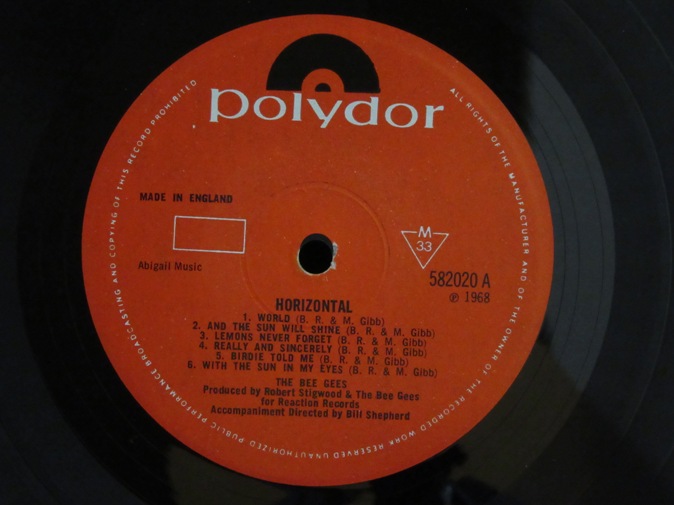 polydor
ALL RIGHTS OF THE MANUFACTURER AND OF THE OWNER OF THE RECORDED WORK RESERVED UNAUTHORIZED PUBLIC PERFORMANCE BROADCASTING AND COPYING OF THIS RECORD PROHIBITED
MADE IN ENGLAND
M
33
Abigail Music
582020 A
℗ 1968
HORIZONTAL
1. WORLD (B. R. & M. Gibb)
2. AND THE SUN WILL SHINE (B. R. & M. Gibb)
3. LEMONS NEVER FORGET (B. R. & M. Gibb)
4. REALLY AND SINCERELY (B. R. & M. Gibb)
5. BIRDIE TOLD ME (B. R. & M. Gibb)
6. WITH THE SUN IN MY EYES (B. R. & M. Gibb)
THE BEE GEES
Produced by Robert Stigwood & The Bee Gees
for Reaction Records
Accompaniment Directed by Bill Shepherd